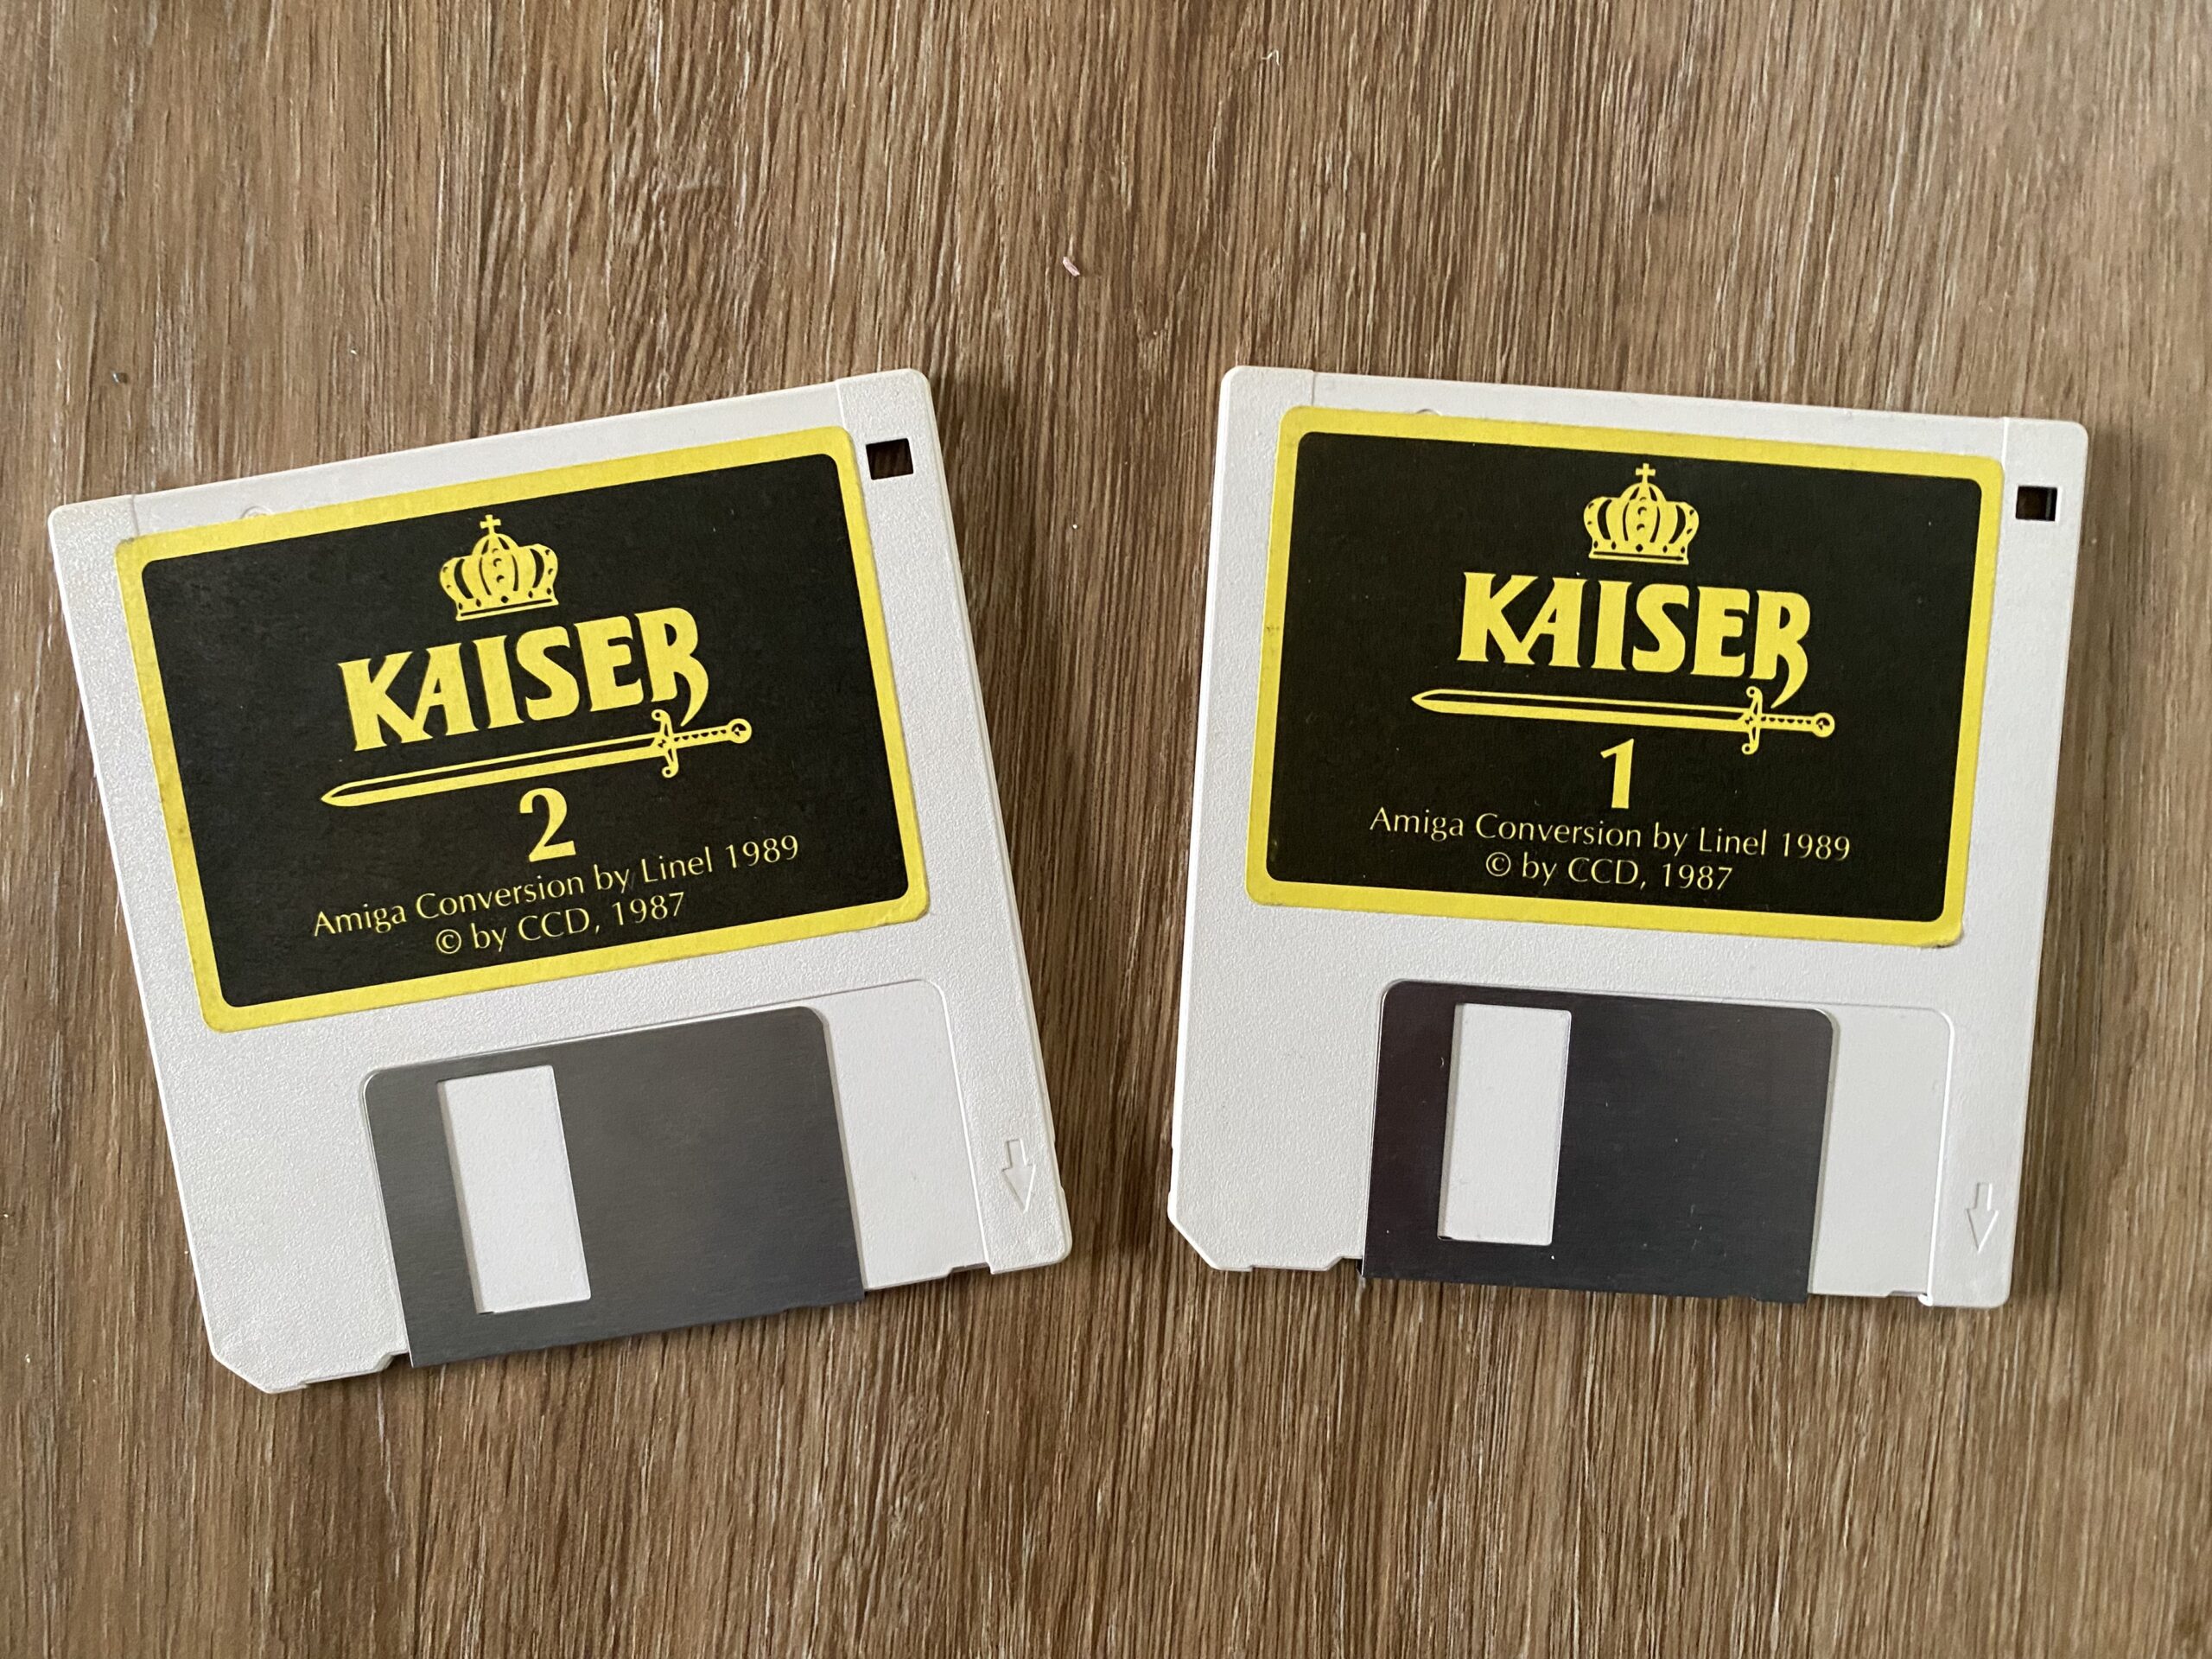 KAISER
2
Amiga Conversion by Linel 1989
© by CCD, 1987
KAISER
1
Amiga Conversion by Linel 1989
© by CCD, 1987